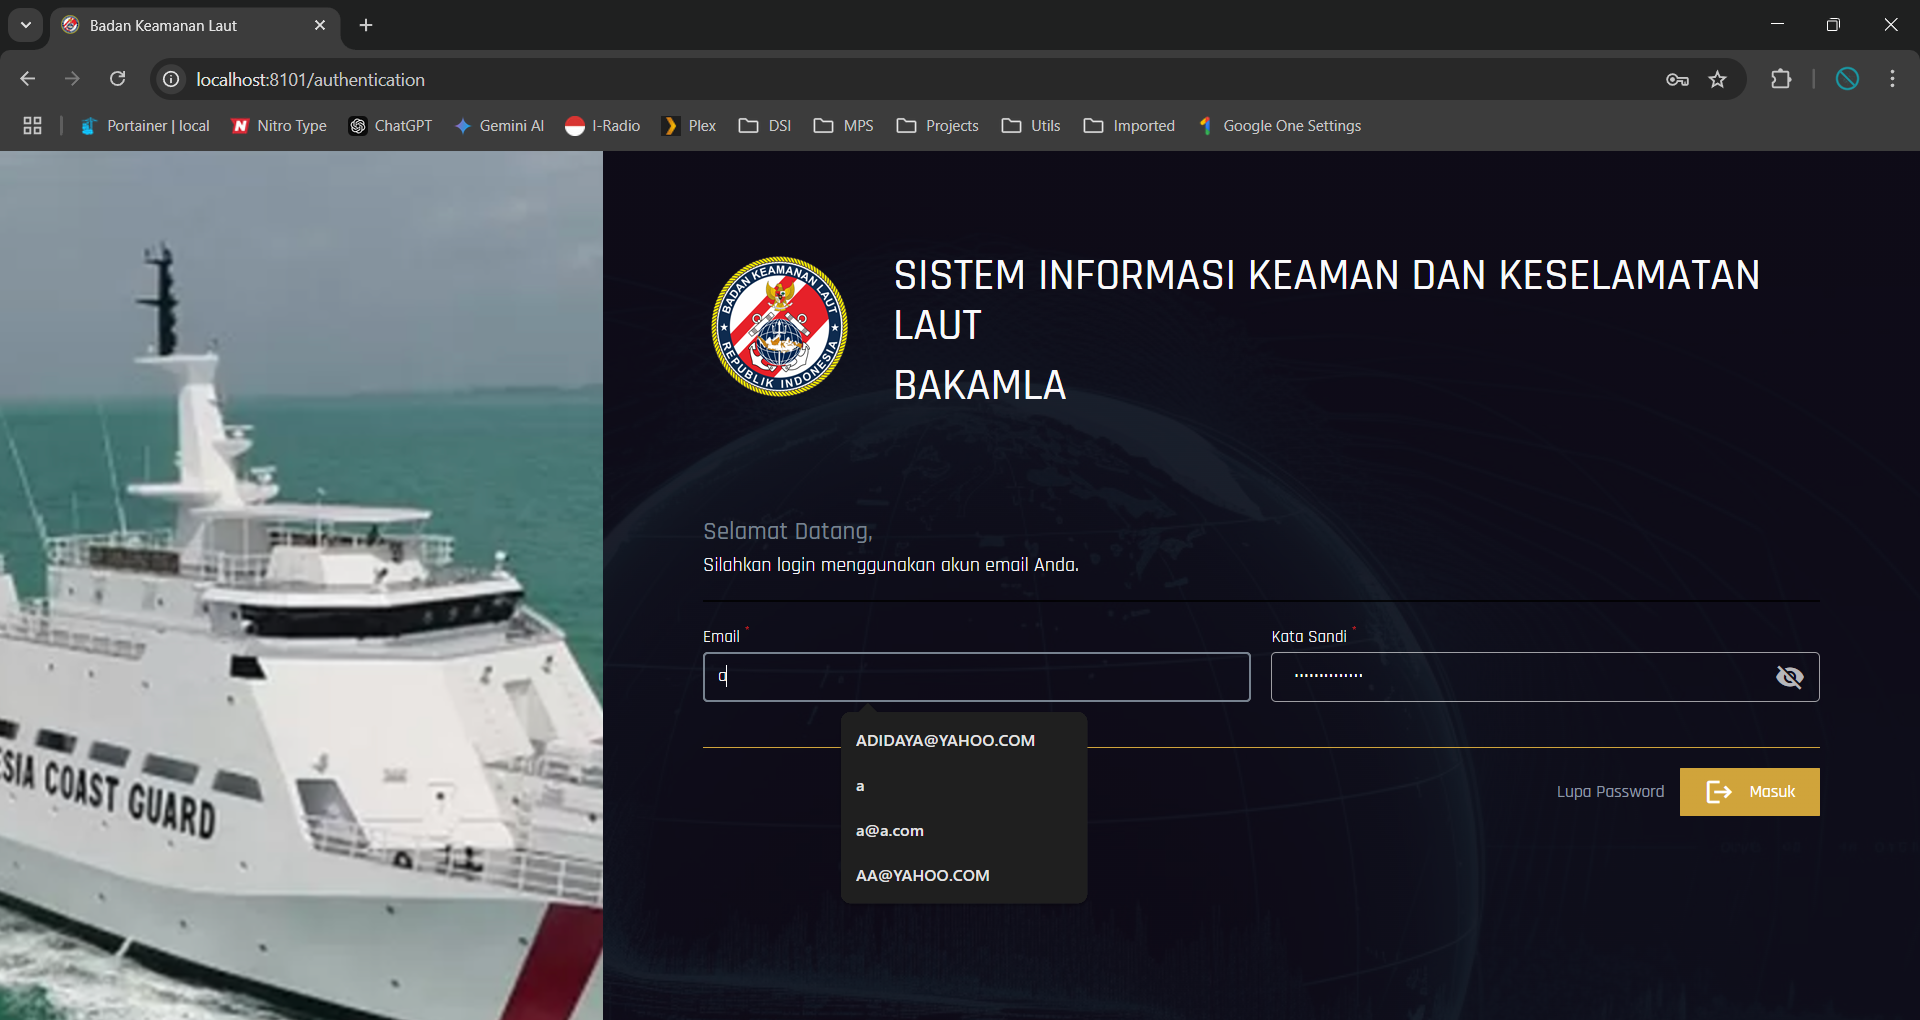 Badan Keamanan Laut
localhost:8101/authentication
Portainer | local
Nitro Type
ChatGPT
Gemini AI
I-Radio
Plex
DSI
MPS
Projects
Utils
Imported
Google One Settings
BADAN KEAMANAN LAUT
REPUBLIK INDONESIA
SISTEM INFORMASI KEAMAN DAN KESELAMATAN
LAUT
BAKAMLA
Selamat Datang,
Silahkan login menggunakan akun email Anda.
Email *
Kata Sandi *
a
ADIDAYA@YAHOO.COM
a
a@a.com
AA@YAHOO.COM
Lupa Password
Masuk
ESIA COAST GUARD